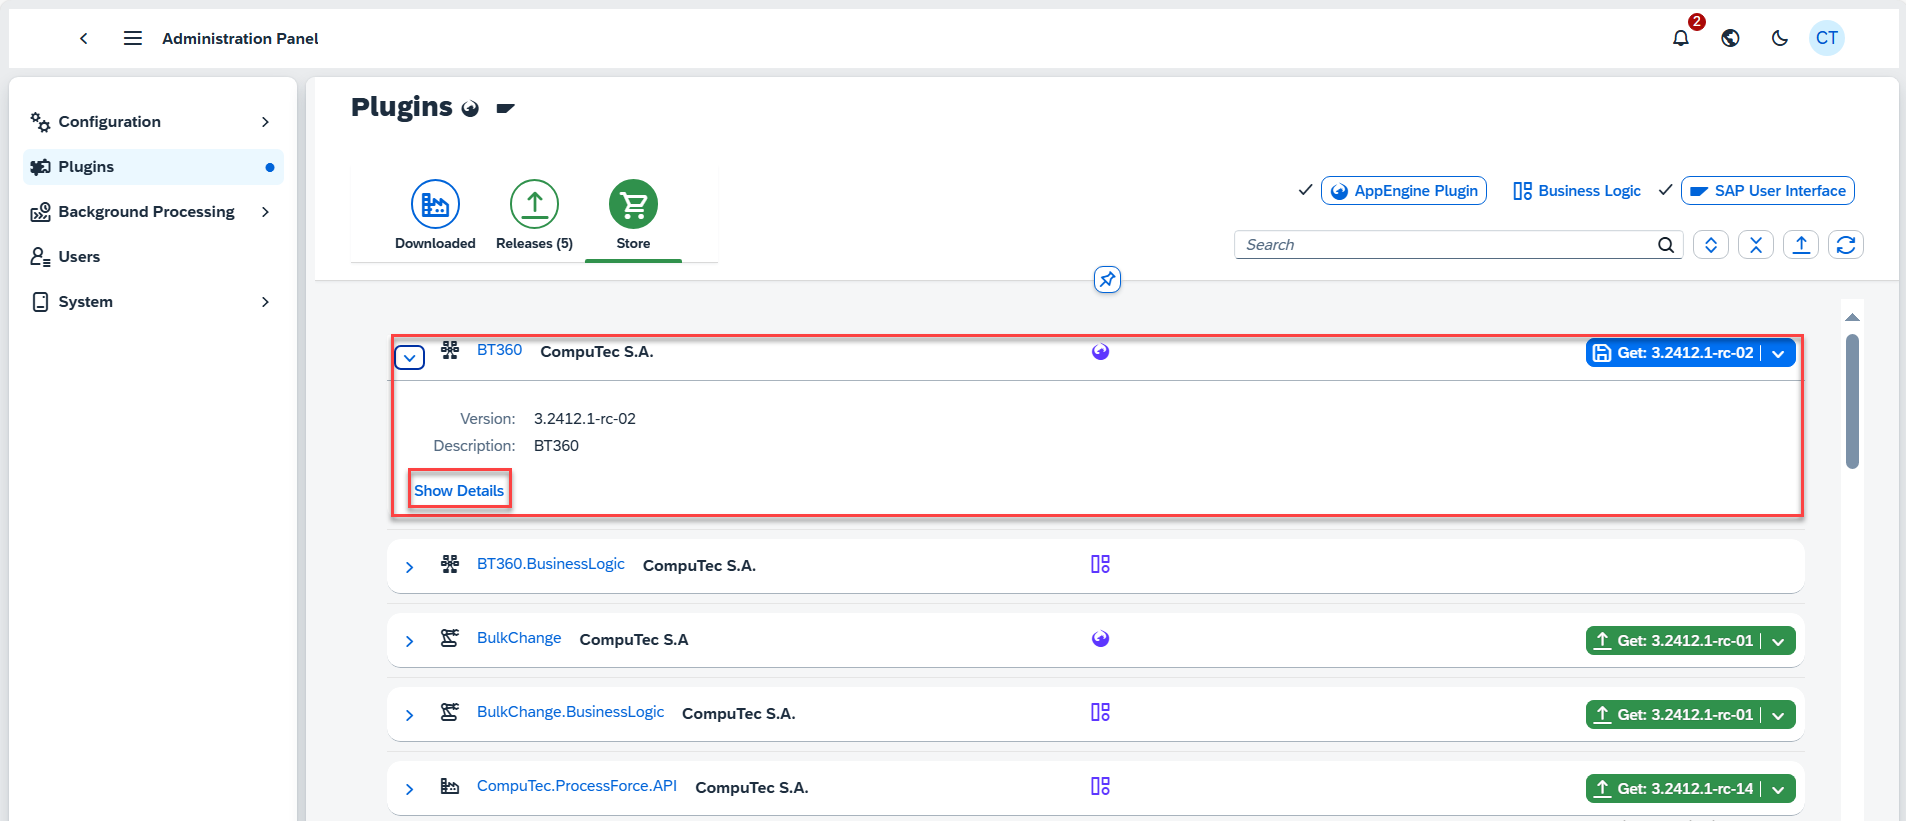 Administration Panel
2
CT
Configuration
Plugins
Background Processing
Users
System
Plugins
Downloaded
Releases (5)
Store
AppEngine Plugin
Business Logic
SAP User Interface
Search
BT360 CompuTec S.A.
Get: 3.2412.1-rc-02
Version: 3.2412.1-rc-02
Description: BT360
Show Details
BT360.BusinessLogic CompuTec S.A.
BulkChange CompuTec S.A
Get: 3.2412.1-rc-01
BulkChange.BusinessLogic CompuTec S.A.
Get: 3.2412.1-rc-01
CompuTec.ProcessForce.API CompuTec S.A.
Get: 3.2412.1-rc-14